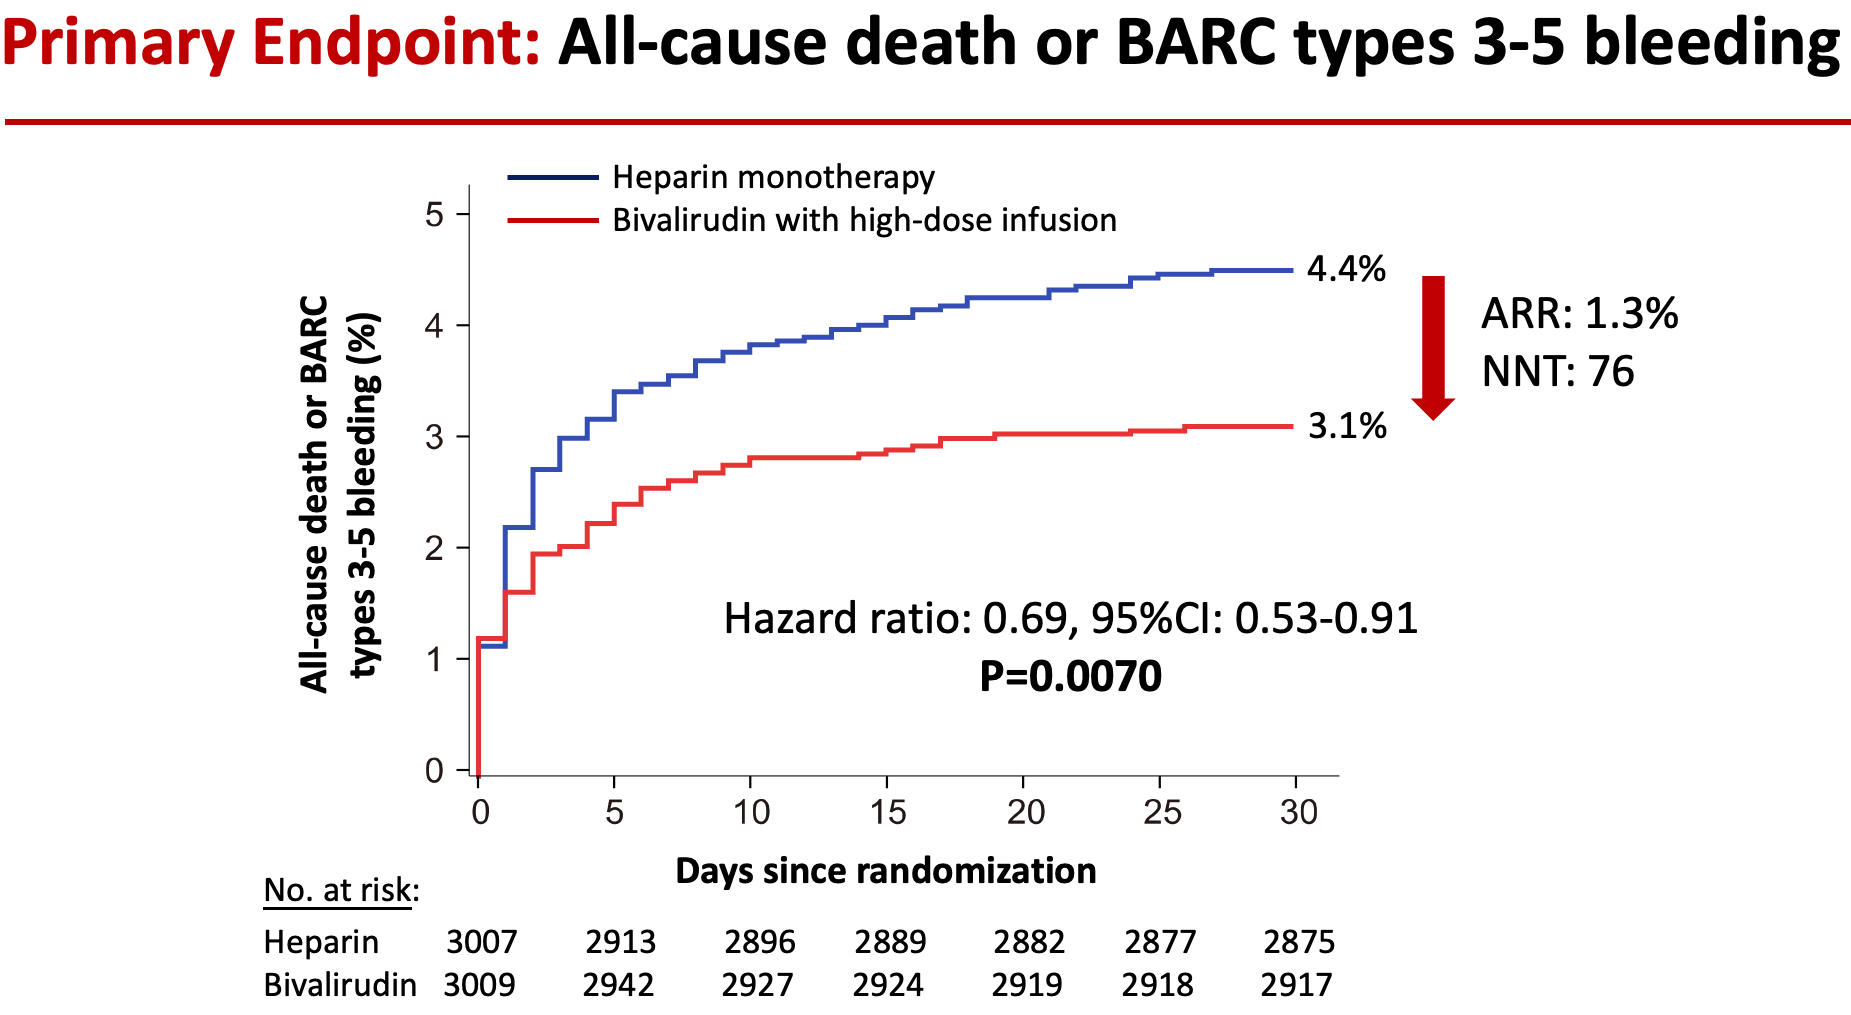 Primary Endpoint: All-cause death or BARC types 3-5 bleeding
Heparin monotherapy
Bivalirudin with high-dose infusion
All-cause death or BARC
types 3-5 bleeding (%)
5
4
3
2
1
0
4.4%
3.1%
ARR: 1.3%
NNT: 76
Hazard ratio: 0.69, 95%CI: 0.53-0.91
P=0.0070
0 5 10 15 20 25 30
Days since randomization
No. at risk:
Heparin 3007 2913 2896 2889 2882 2877 2875
Bivalirudin 3009 2942 2927 2924 2919 2918 2917